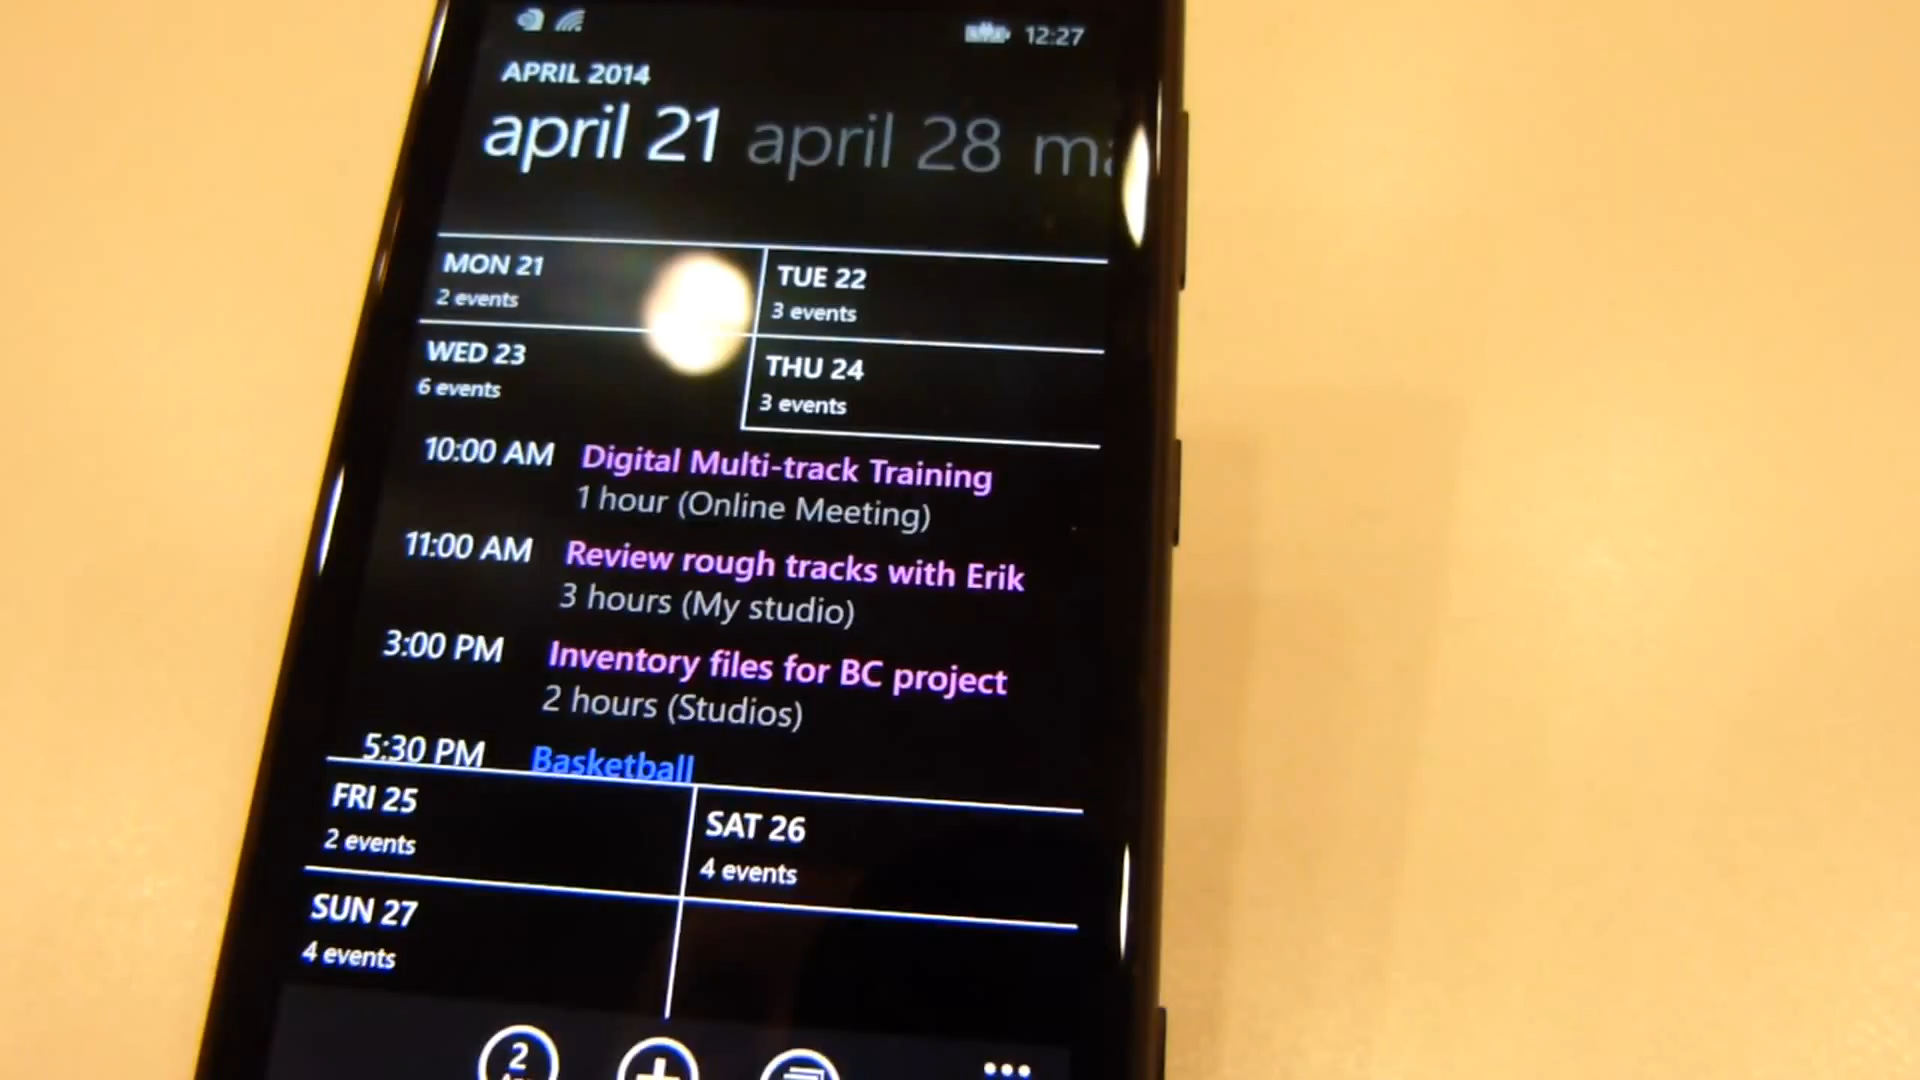 12:27
APRIL 2014
april 21 april 28 ma
MON 21
2 events
TUE 22
3 events
WED 23
6 events
THU 24
3 events
10:00 AM Digital Multi-track Training
1 hour (Online Meeting)
11:00 AM Review rough tracks with Erik
3 hours (My studio)
3:00 PM Inventory files for BC project
2 hours (Studios)
5:30 PM Basketball
FRI 25
2 events
SAT 26
4 events
SUN 27
4 events
2